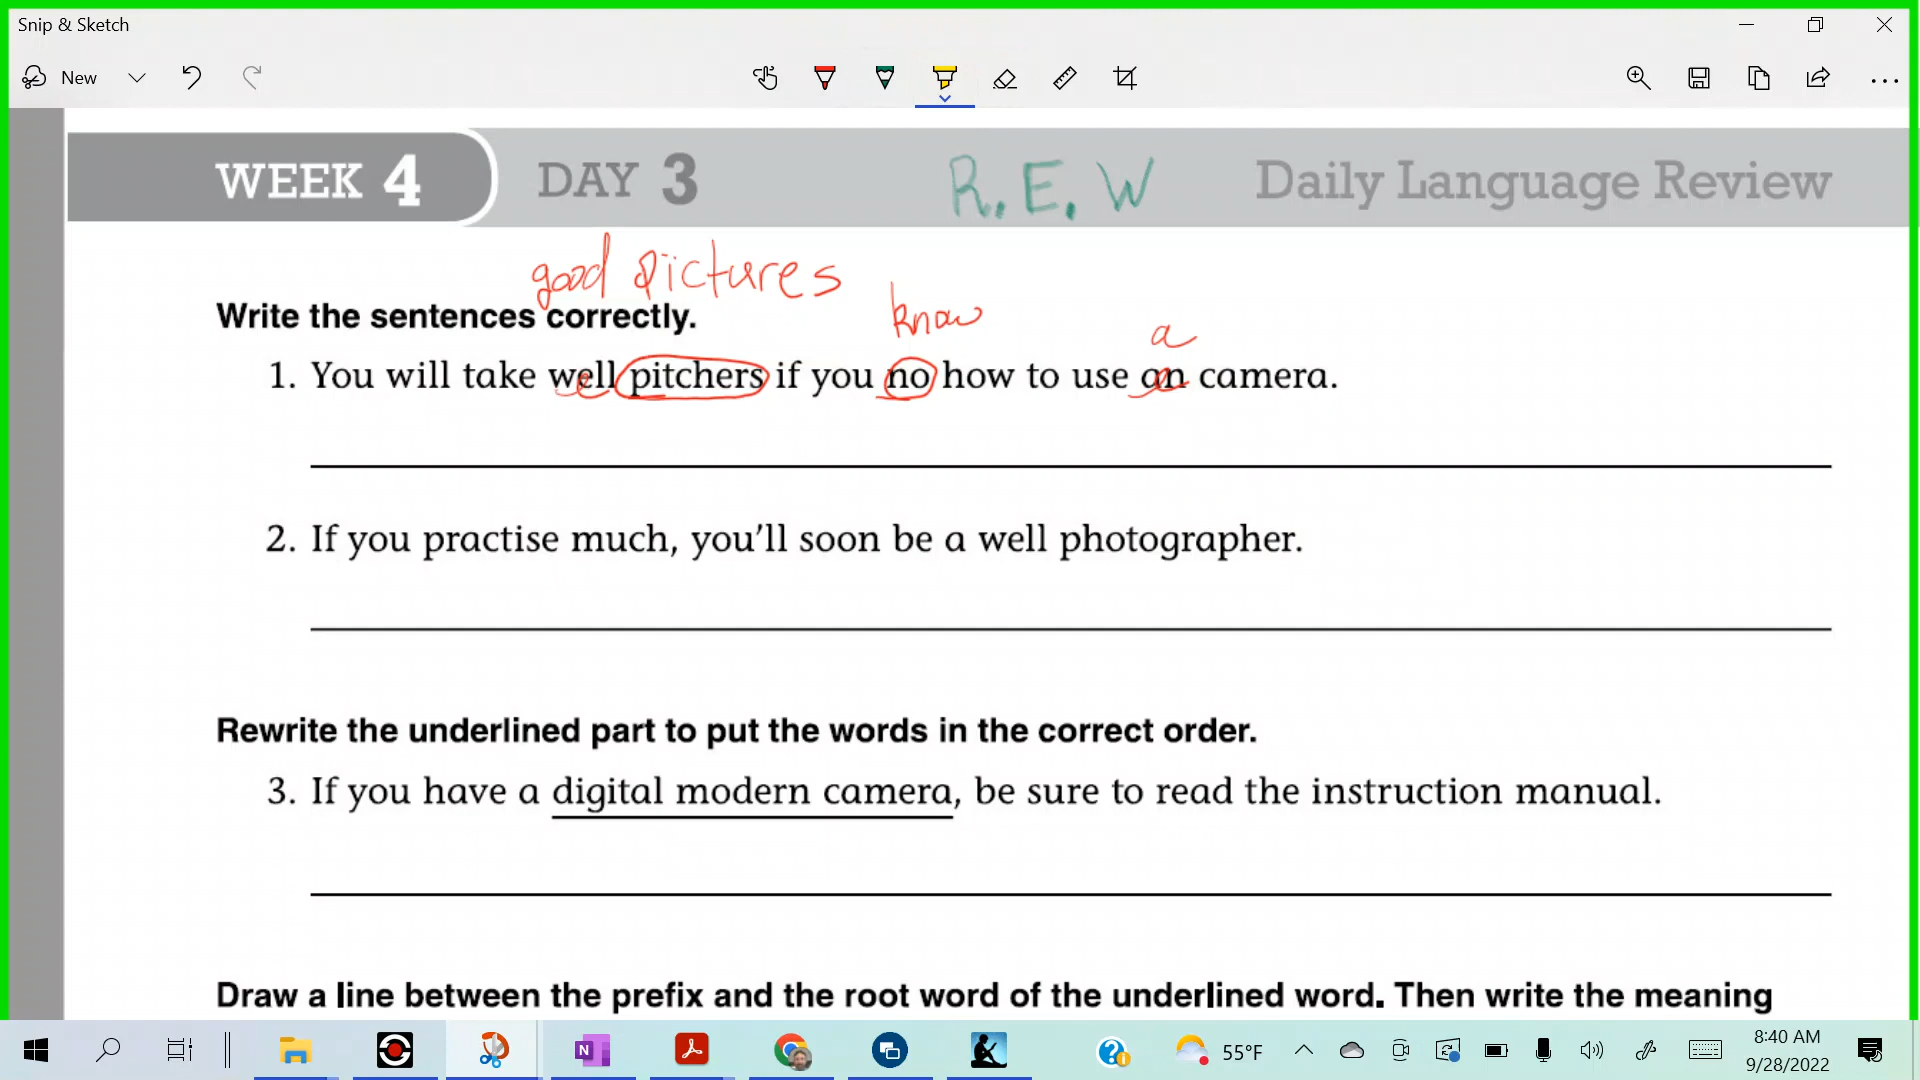 Snip & Sketch
New
WEEK 4 DAY 3 R. E. W Daily Language Review
good pictures
know
Write the sentences correctly.
a
1. You will take well pitchers if you no how to use an camera.
2. If you practise much, you'll soon be a well photographer.
Rewrite the underlined part to put the words in the correct order.
3. If you have a digital modern camera, be sure to read the instruction manual.
Draw a line between the prefix and the root word of the underlined word. Then write the meaning
55°F
8:40 AM
9/28/2022